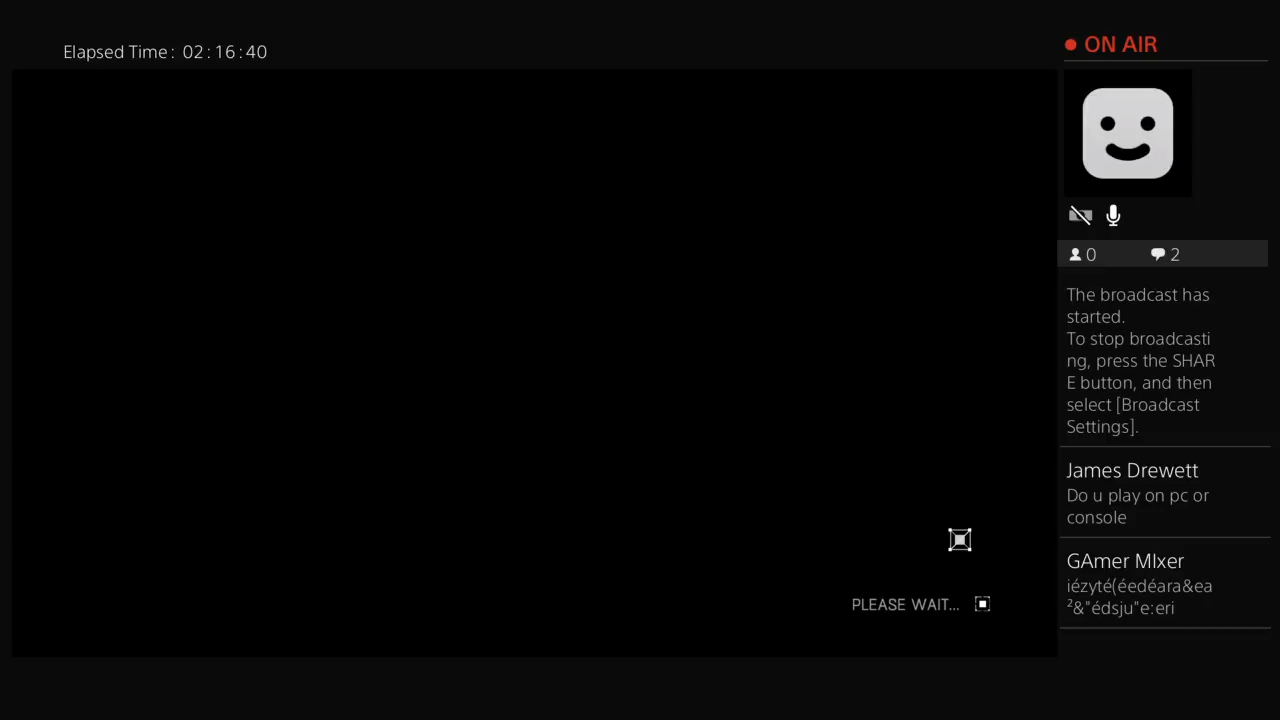 Elapsed Time: 02:16:40
ON AIR
0 2
The broadcast has
started.
To stop broadcasti
ng, press the SHAR
E button, and then
select [Broadcast
Settings].
James Drewett
Do u play on pc or
console
GAmer MIxer
iézyté(éedéara&ea
²&"édsju"e:eri
PLEASE WAIT...